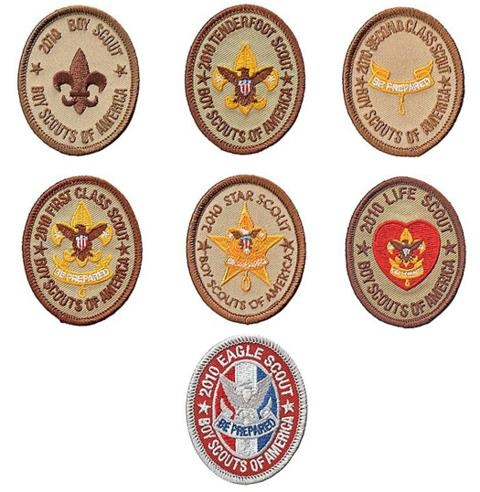 2010 BOY SCOUT
BOY SCOUTS OF AMERICA
2010 TENDERFOOT SCOUT
BOY SCOUTS OF AMERICA
2010 SECOND CLASS SCOUT
BE PREPARED
BOY SCOUTS OF AMERICA
2010 FIRST CLASS SCOUT
BE PREPARED
BOY SCOUTS OF AMERICA
2010 STAR SCOUT
BOY SCOUTS OF AMERICA
2010 LIFE SCOUT
BOY SCOUTS OF AMERICA
2010 EAGLE SCOUT
BE PREPARED
BOY SCOUTS OF AMERICA